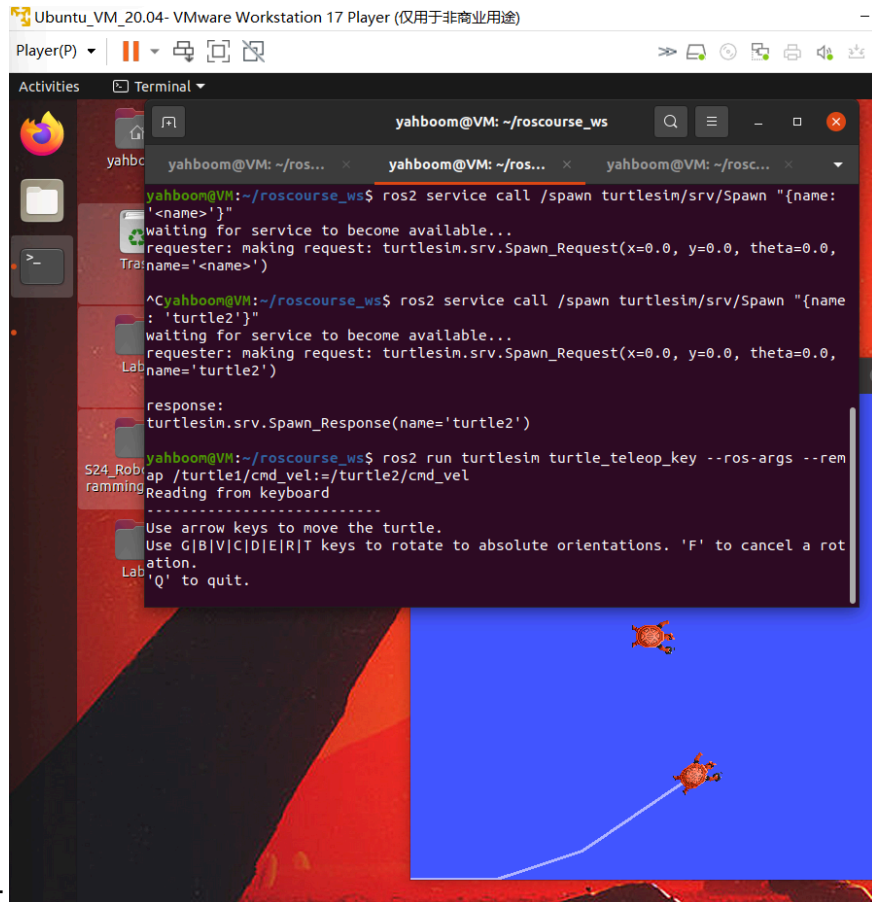 Ubuntu_VM_20.04- VMware Workstation 17 Player (仅用于非商业用途)
Player(P)
Activities
Terminal
yahboom@VM: ~/roscourse_ws
yahboom@VM: ~/ros...
yahboom@VM: ~/ros...
yahboom@VM: ~/rosc...
yahbo
Tras
Lab
S24_Robo
ramming
Lab
yahboom@VM:~/roscourse_ws$ ros2 service call /spawn turtlesim/srv/Spawn "{name:
'<name>'}"
waiting for service to become available...
requester: making request: turtlesim.srv.Spawn_Request(x=0.0, y=0.0, theta=0.0,
name='<name>')
^Cyahboom@VM:~/roscourse_ws$ ros2 service call /spawn turtlesim/srv/Spawn "{name
: 'turtle2'}"
waiting for service to become available...
requester: making request: turtlesim.srv.Spawn_Request(x=0.0, y=0.0, theta=0.0,
name='turtle2')
response:
turtlesim.srv.Spawn_Response(name='turtle2')
yahboom@VM:~/roscourse_ws$ ros2 run turtlesim turtle_teleop_key --ros-args --rem
ap /turtle1/cmd_vel:=/turtle2/cmd_vel
Reading from keyboard
---------------------------
Use arrow keys to move the turtle.
Use G|B|V|C|D|E|R|T keys to rotate to absolute orientations. 'F' to cancel a rot
ation.
'Q' to quit.